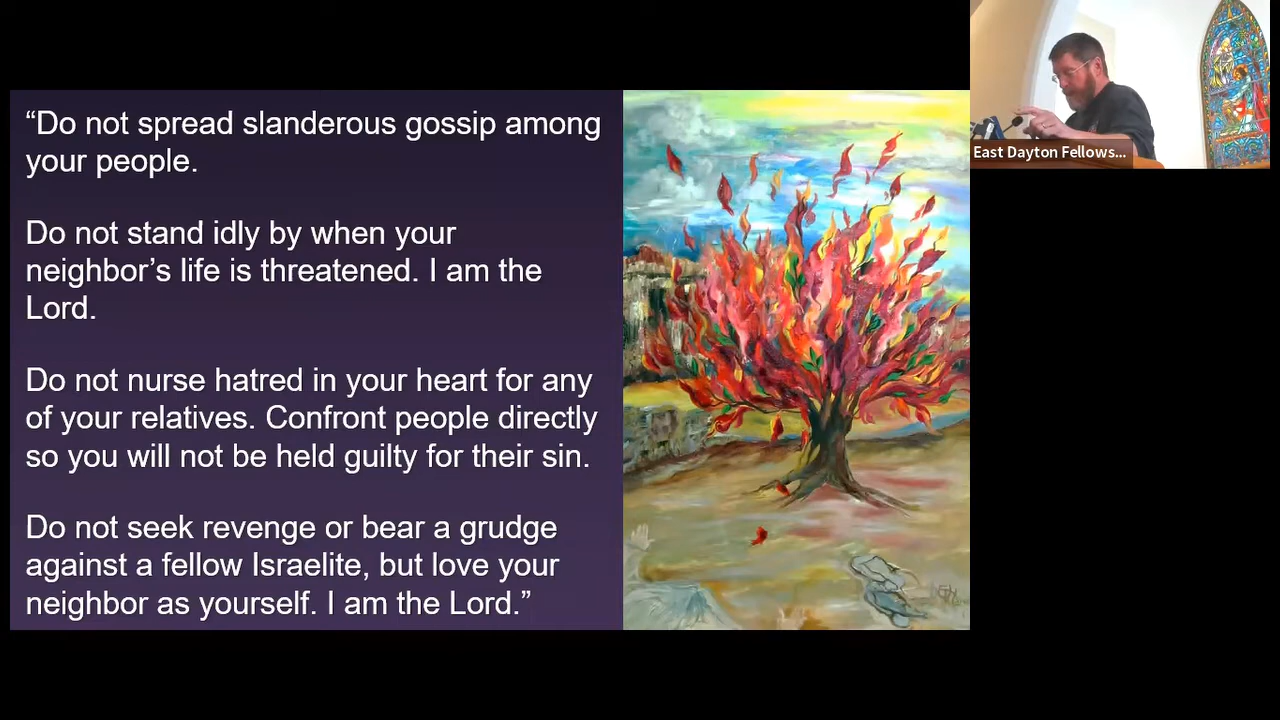 “Do not spread slanderous gossip among
your people.
Do not stand idly by when your
neighbor’s life is threatened. I am the
Lord.
Do not nurse hatred in your heart for any
of your relatives. Confront people directly
so you will not be held guilty for their sin.
Do not seek revenge or bear a grudge
against a fellow Israelite, but love your
neighbor as yourself. I am the Lord.”
East Dayton Fellows...